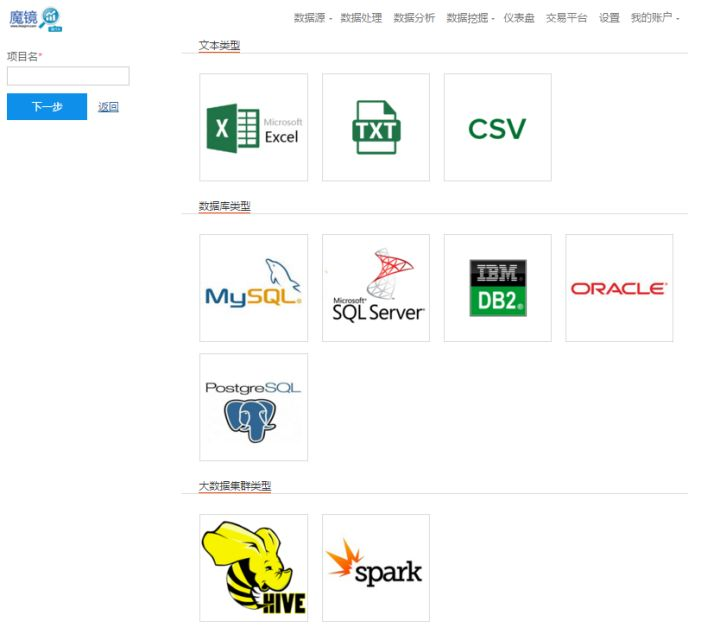 魔镜
数据源 数据处理 数据分析 数据挖掘 仪表盘 交易平台 设置 我的账户
项目名*
下一步 返回
文本类型
X Microsoft Excel
TXT
CSV
数据库类型
MySQL
Microsoft SQL Server
IBM DB2
ORACLE
PostgreSQL
大数据集群类型
HIVE
Spark